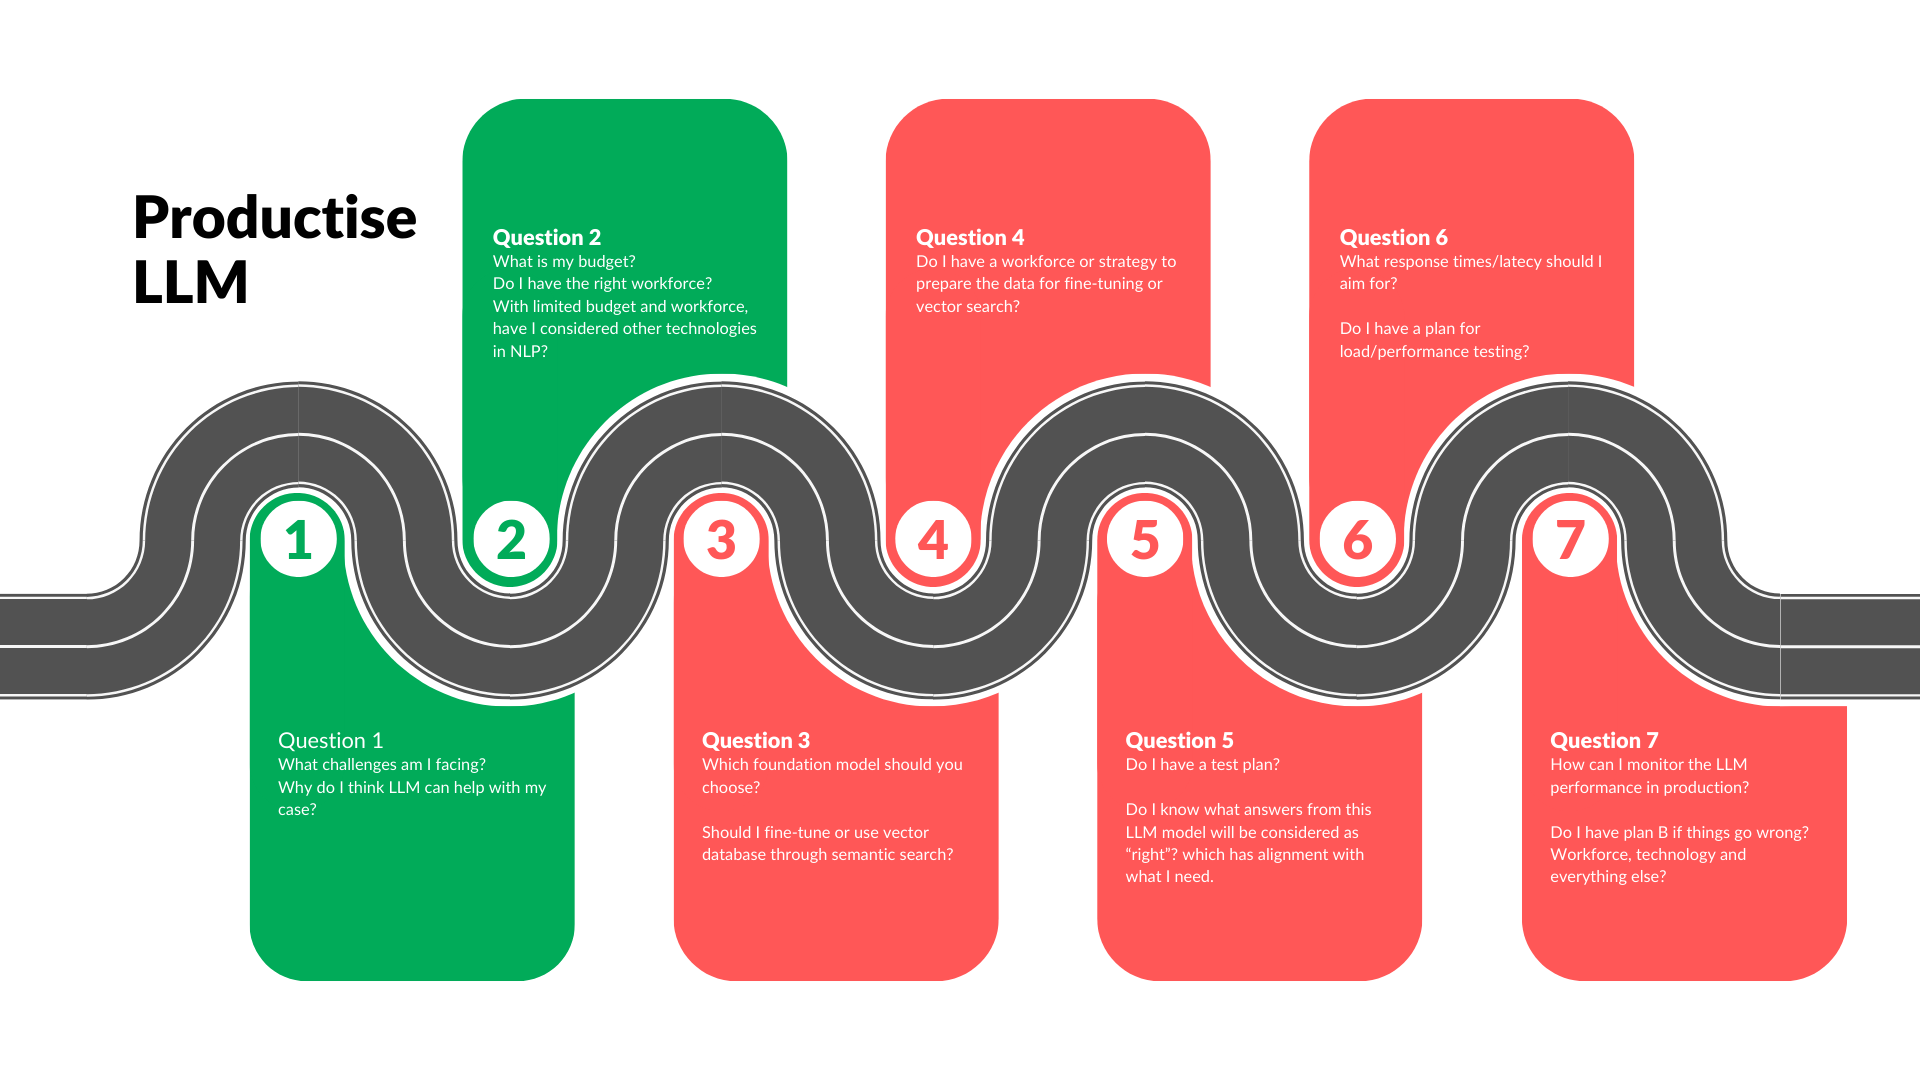 Productise
LLM
1
Question 1
What challenges am I facing?
Why do I think LLM can help with my
case?
2
Question 2
What is my budget?
Do I have the right workforce?
With limited budget and workforce,
have I considered other technologies
in NLP?
3
Question 3
Which foundation model should you
choose?
Should I fine-tune or use vector
database through semantic search?
4
Question 4
Do I have a workforce or strategy to
prepare the data for fine-tuning or
vector search?
5
Question 5
Do I have a test plan?
Do I know what answers from this
LLM model will be considered as
“right”? which has alignment with
what I need.
6
Question 6
What response times/latecy should I
aim for?
Do I have a plan for
load/performance testing?
7
Question 7
How can I monitor the LLM
performance in production?
Do I have plan B if things go wrong?
Workforce, technology and
everything else?